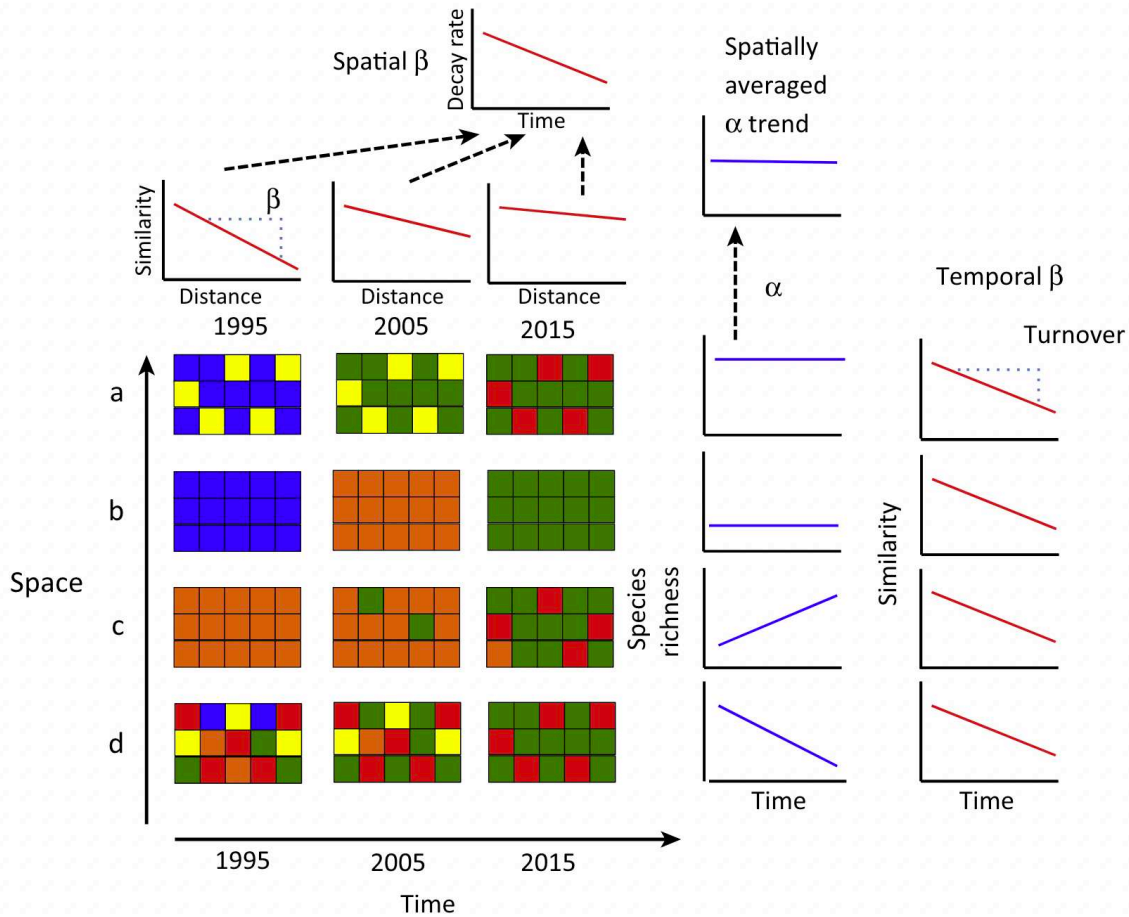 Spatial β
Decay rate
Time
Spatially
averaged
α trend
Similarity
β
Distance
1995
Distance
2005
Distance
2015
α
Temporal β
Turnover
a
b
c
d
Space
Species
richness
Similarity
Time
Time
1995
2005
2015
Time